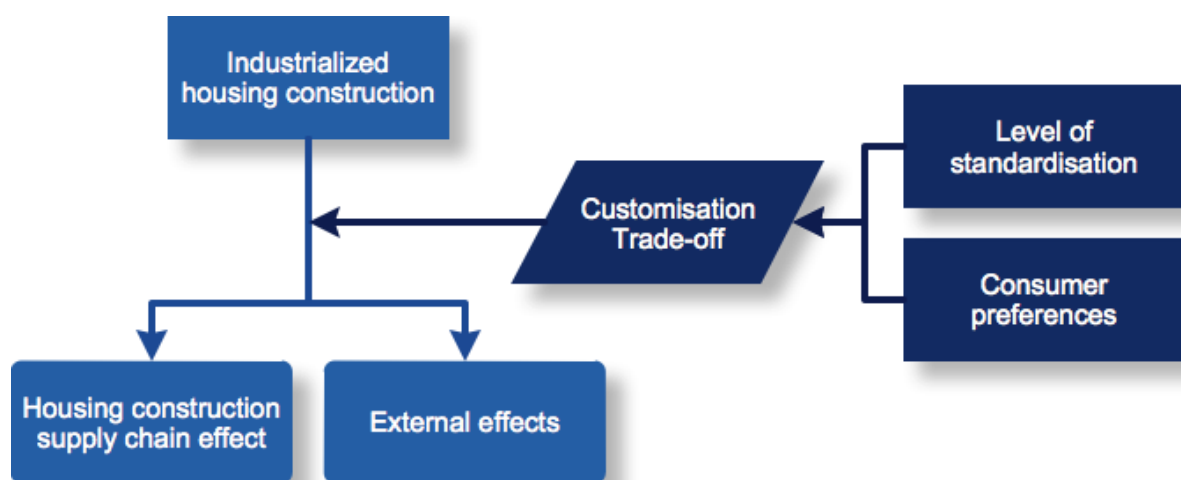 Industrialized
housing construction
Level of
standardisation
Customisation
Trade-off
Consumer
preferences
Housing construction
supply chain effect
External effects